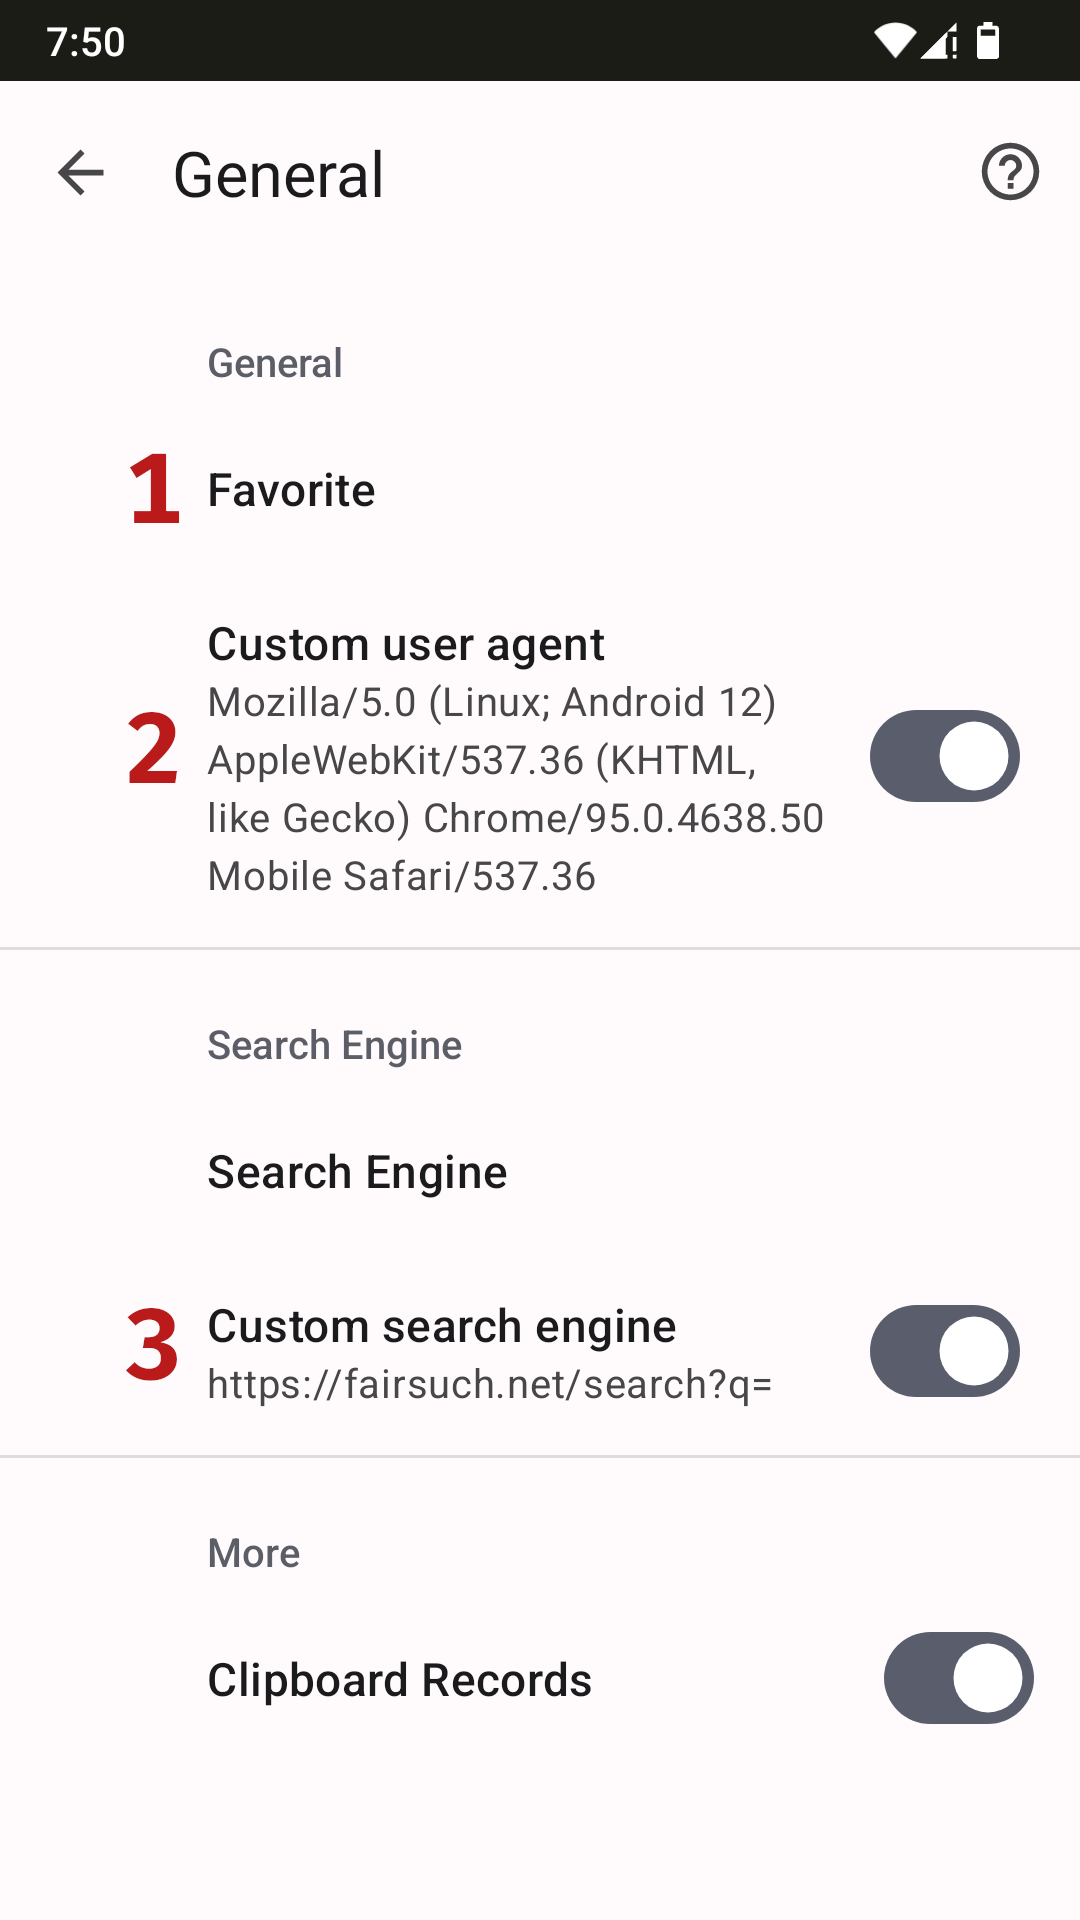 7:50
General
General
1 Favorite
Custom user agent
2
Mozilla/5.0 (Linux; Android 12)
AppleWebKit/537.36 (KHTML,
like Gecko) Chrome/95.0.4638.50
Mobile Safari/537.36
Search Engine
Search Engine
3 Custom search engine
https://fairsuch.net/search?q=
More
Clipboard Records